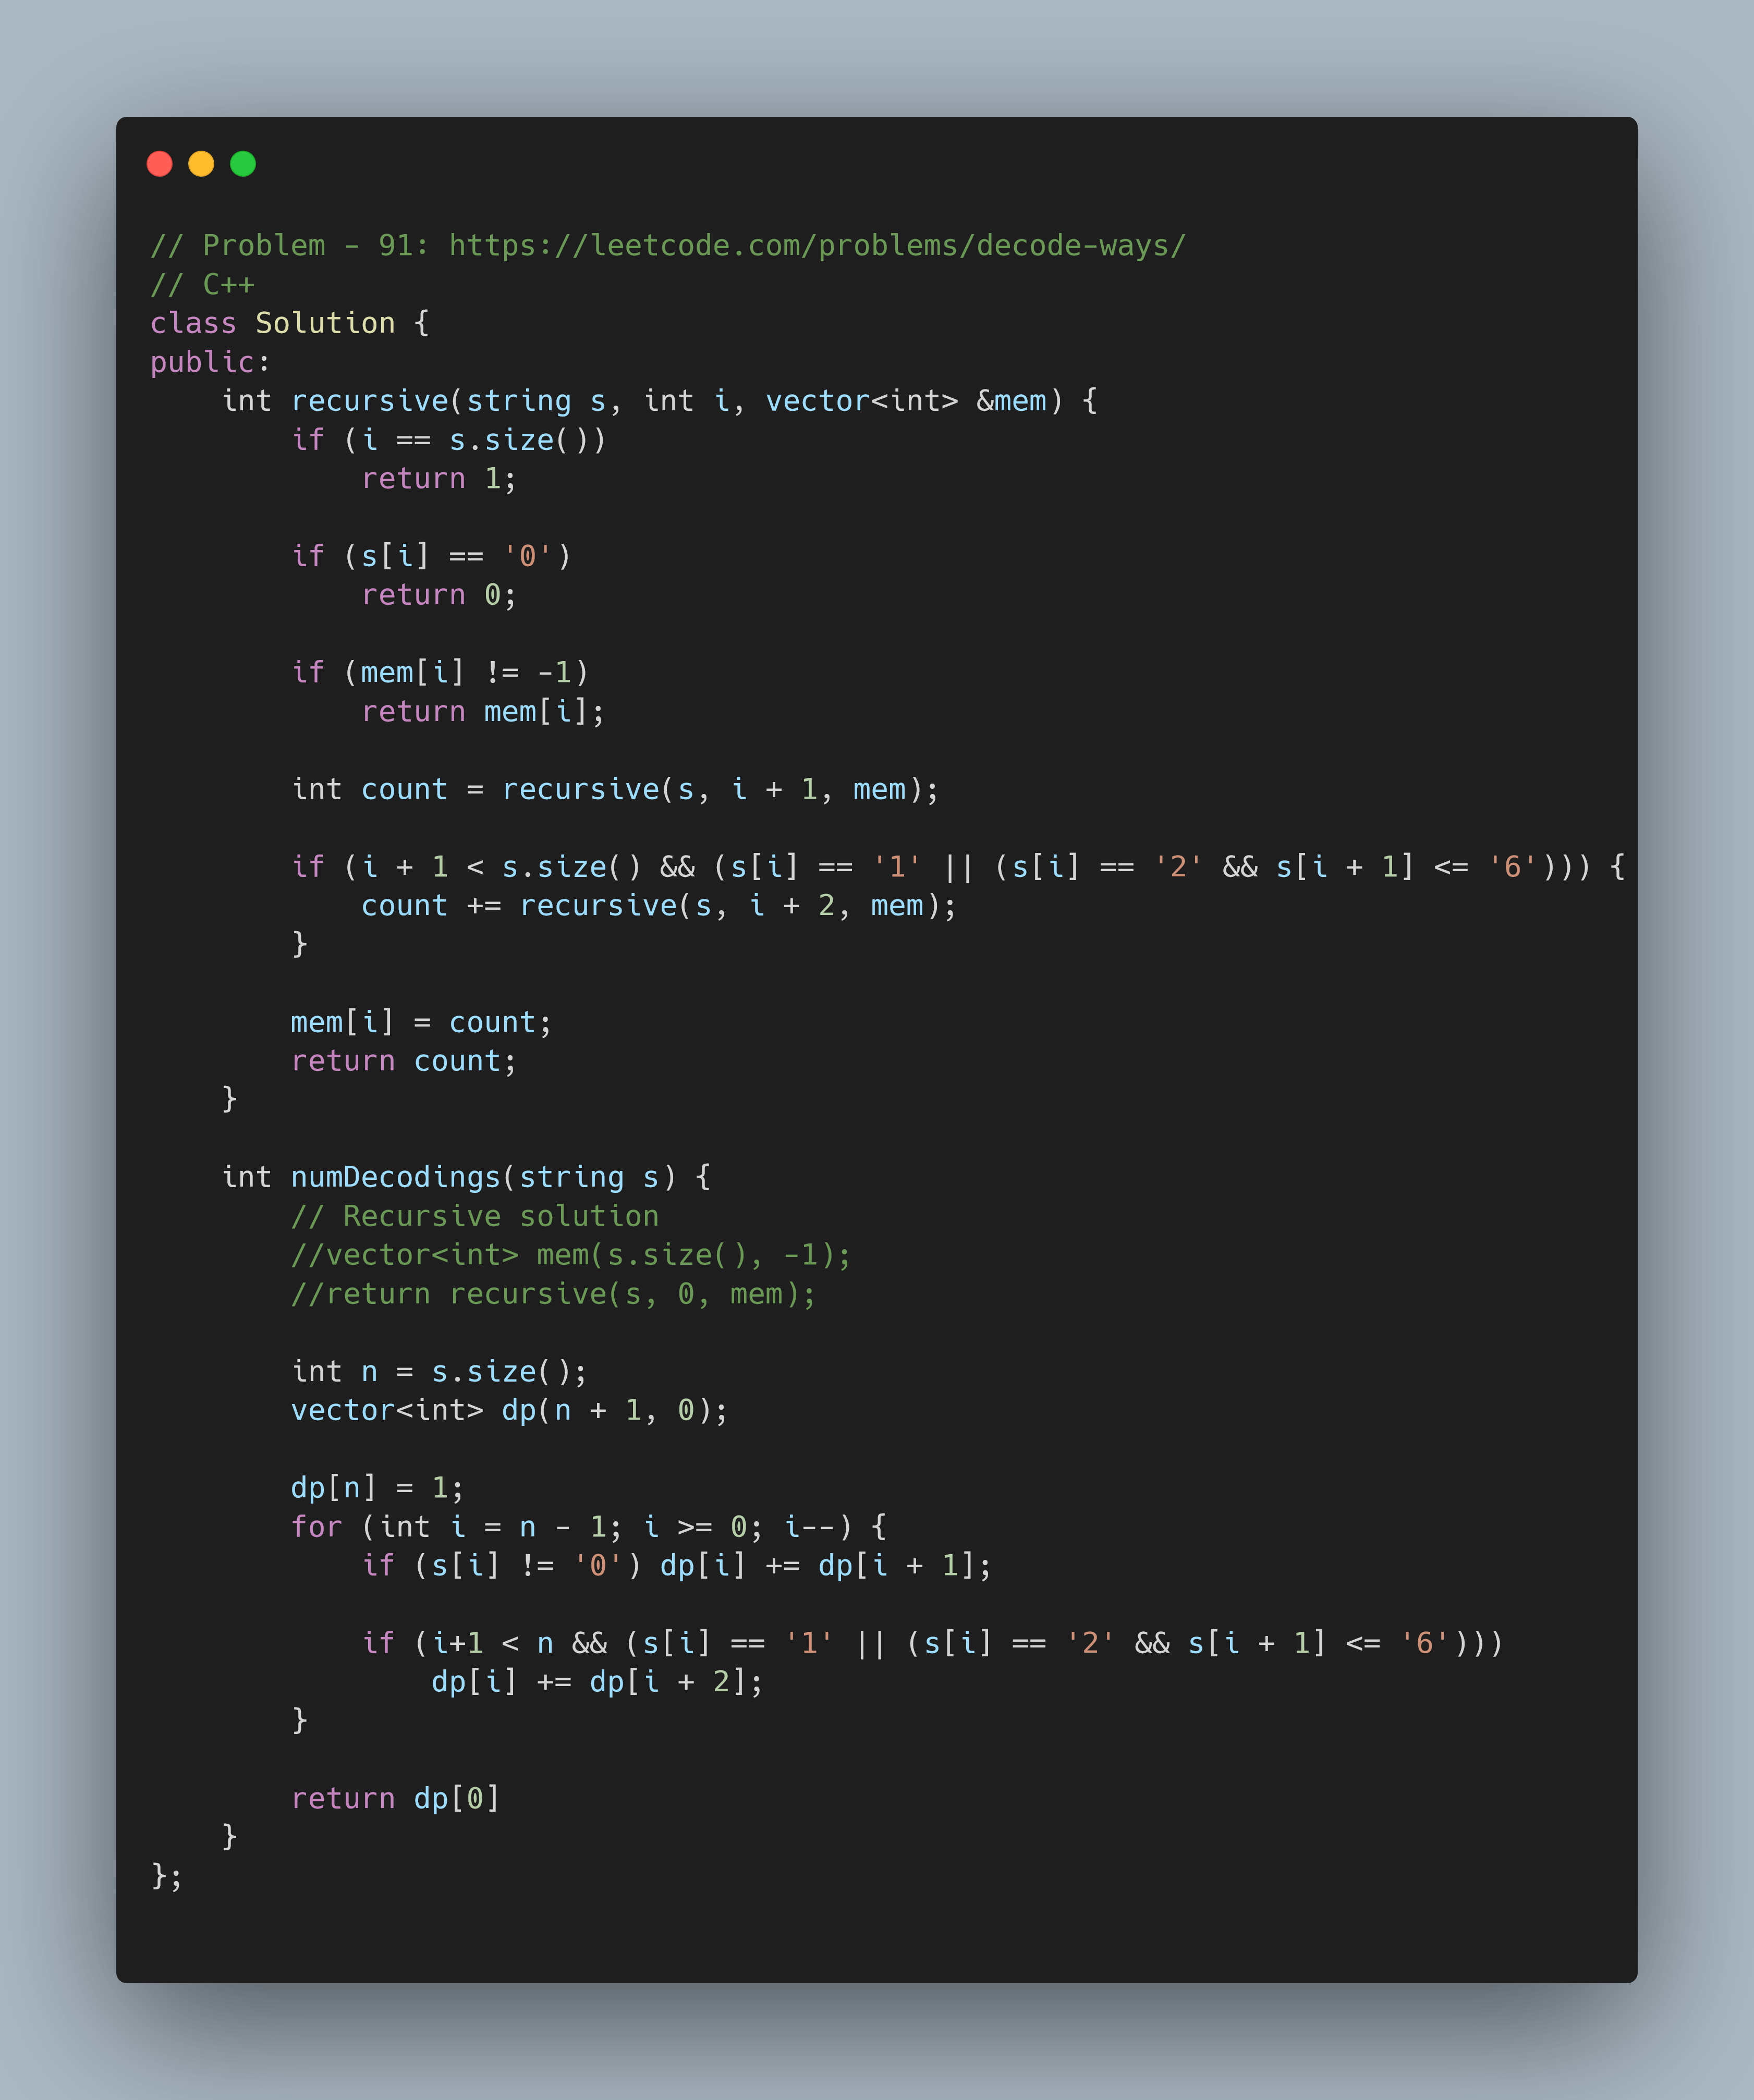 // Problem - 91: https://leetcode.com/problems/decode-ways/
// C++
class Solution {
public:
    int recursive(string s, int i, vector<int> &mem) {
        if (i == s.size())
            return 1;

        if (s[i] == '0')
            return 0;

        if (mem[i] != -1)
            return mem[i];

        int count = recursive(s, i + 1, mem);

        if (i + 1 < s.size() && (s[i] == '1' || (s[i] == '2' && s[i + 1] <= '6'))) {
            count += recursive(s, i + 2, mem);
        }

        mem[i] = count;
        return count;
    }

    int numDecodings(string s) {
        // Recursive solution
        //vector<int> mem(s.size(), -1);
        //return recursive(s, 0, mem);

        int n = s.size();
        vector<int> dp(n + 1, 0);

        dp[n] = 1;
        for (int i = n - 1; i >= 0; i--) {
            if (s[i] != '0') dp[i] += dp[i + 1];

            if (i+1 < n && (s[i] == '1' || (s[i] == '2' && s[i + 1] <= '6')))
                dp[i] += dp[i + 2];
        }

        return dp[0]
    }
};